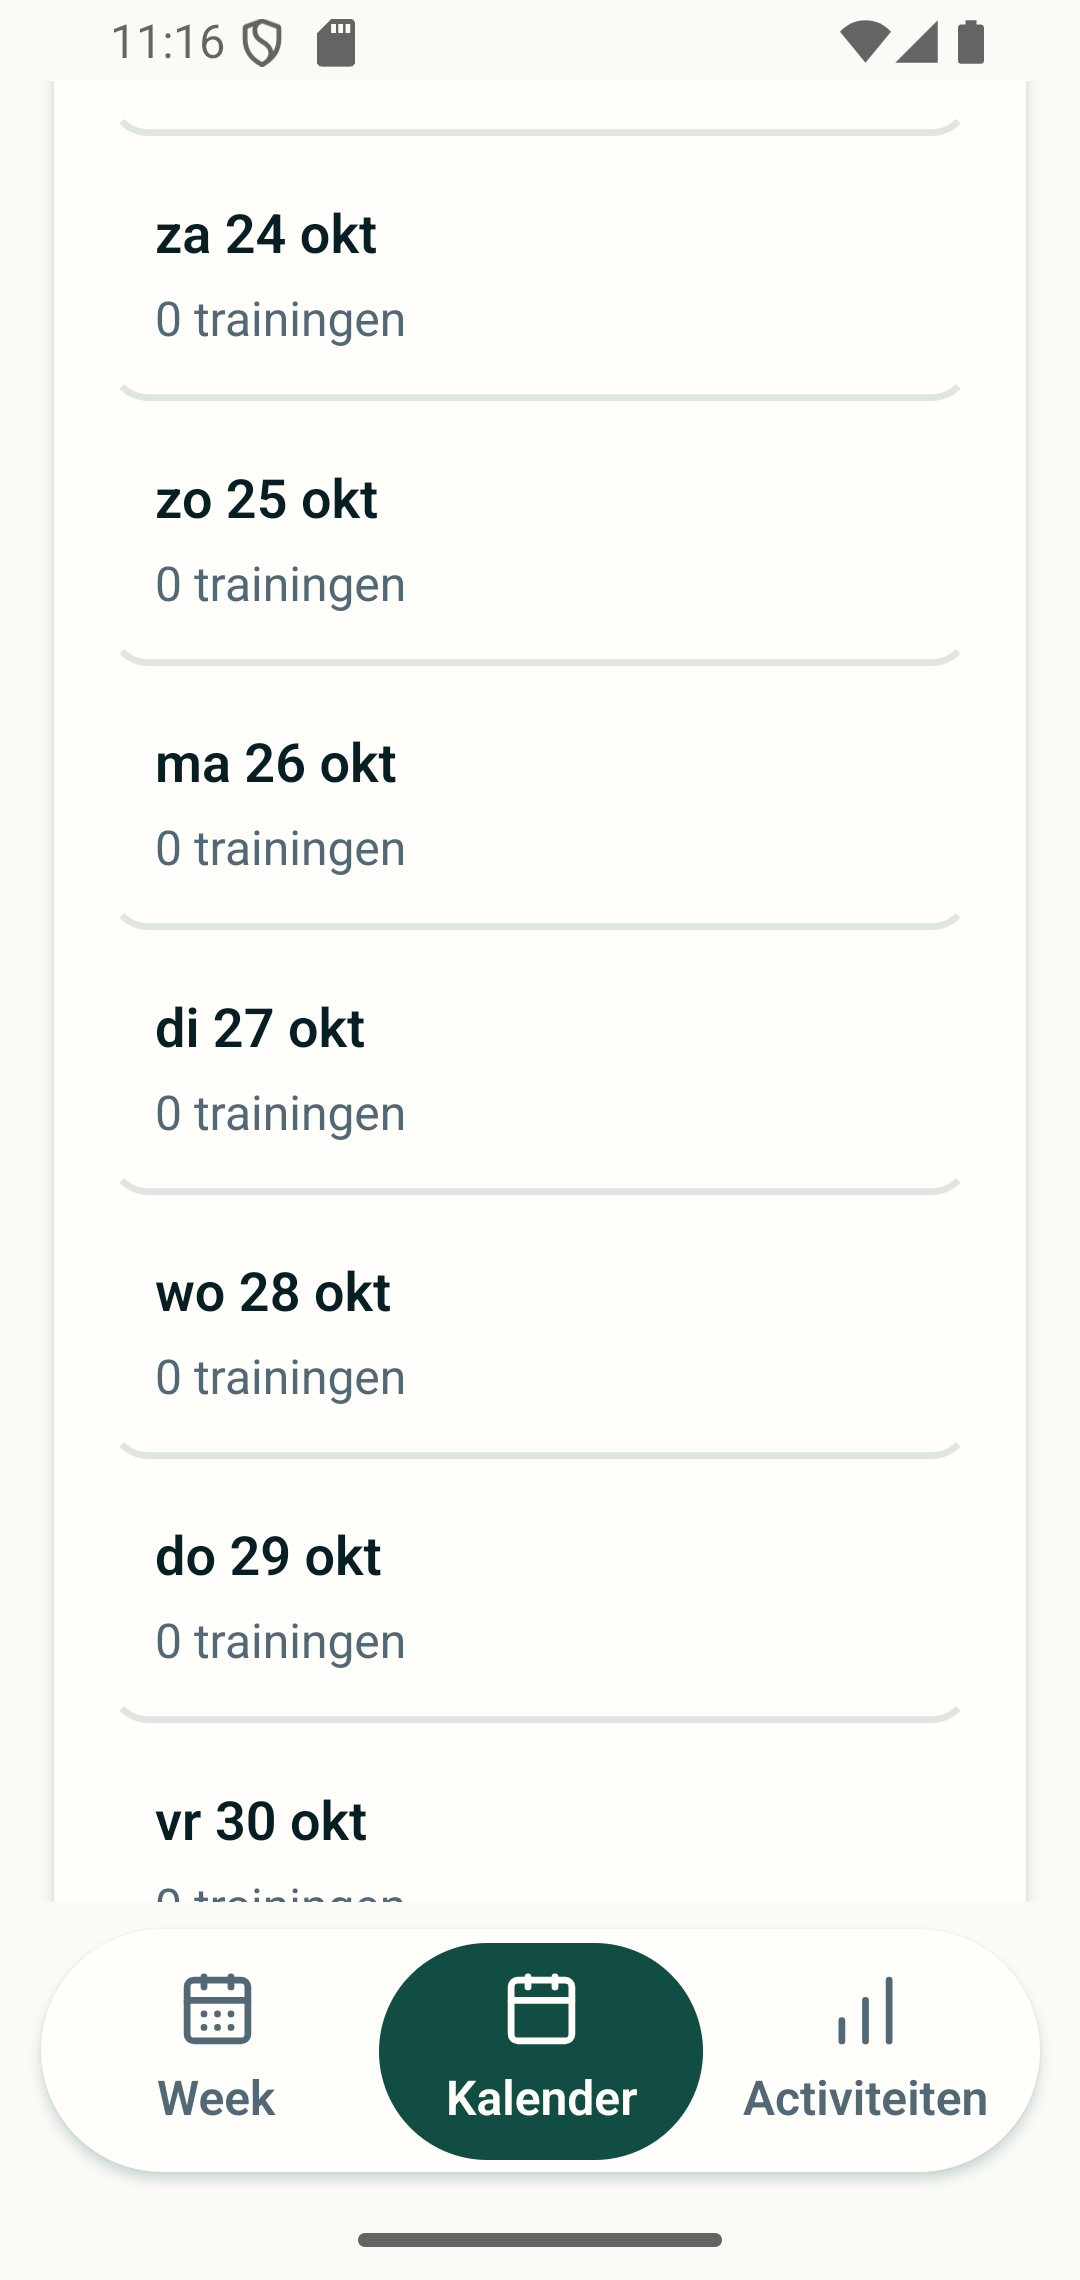 11:16
za 24 okt
0 trainingen
zo 25 okt
0 trainingen
ma 26 okt
0 trainingen
di 27 okt
0 trainingen
wo 28 okt
0 trainingen
do 29 okt
0 trainingen
vr 30 okt
0 trainingen
Week
Kalender
Activiteiten